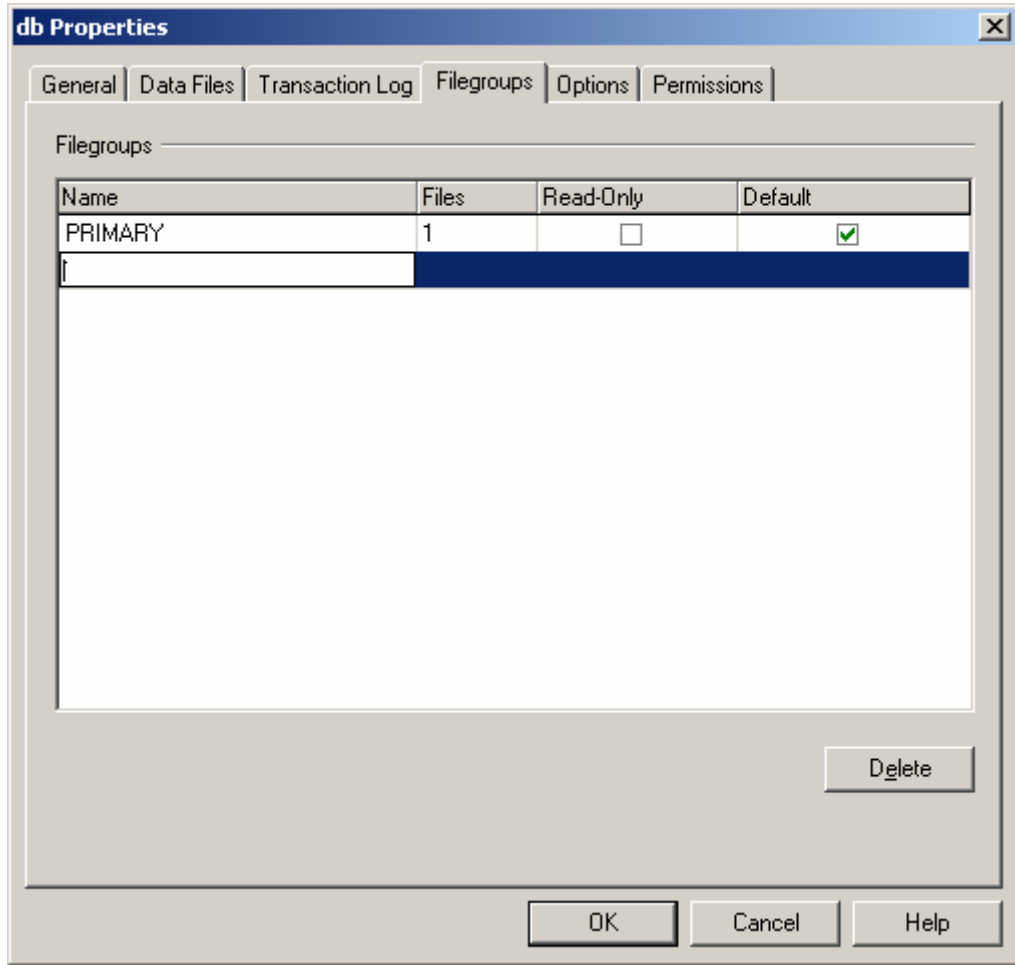 db Properties
General Data Files Transaction Log Filegroups Options Permissions
Filegroups
Name Files Read-Only Default
PRIMARY 1
Delete
OK Cancel Help